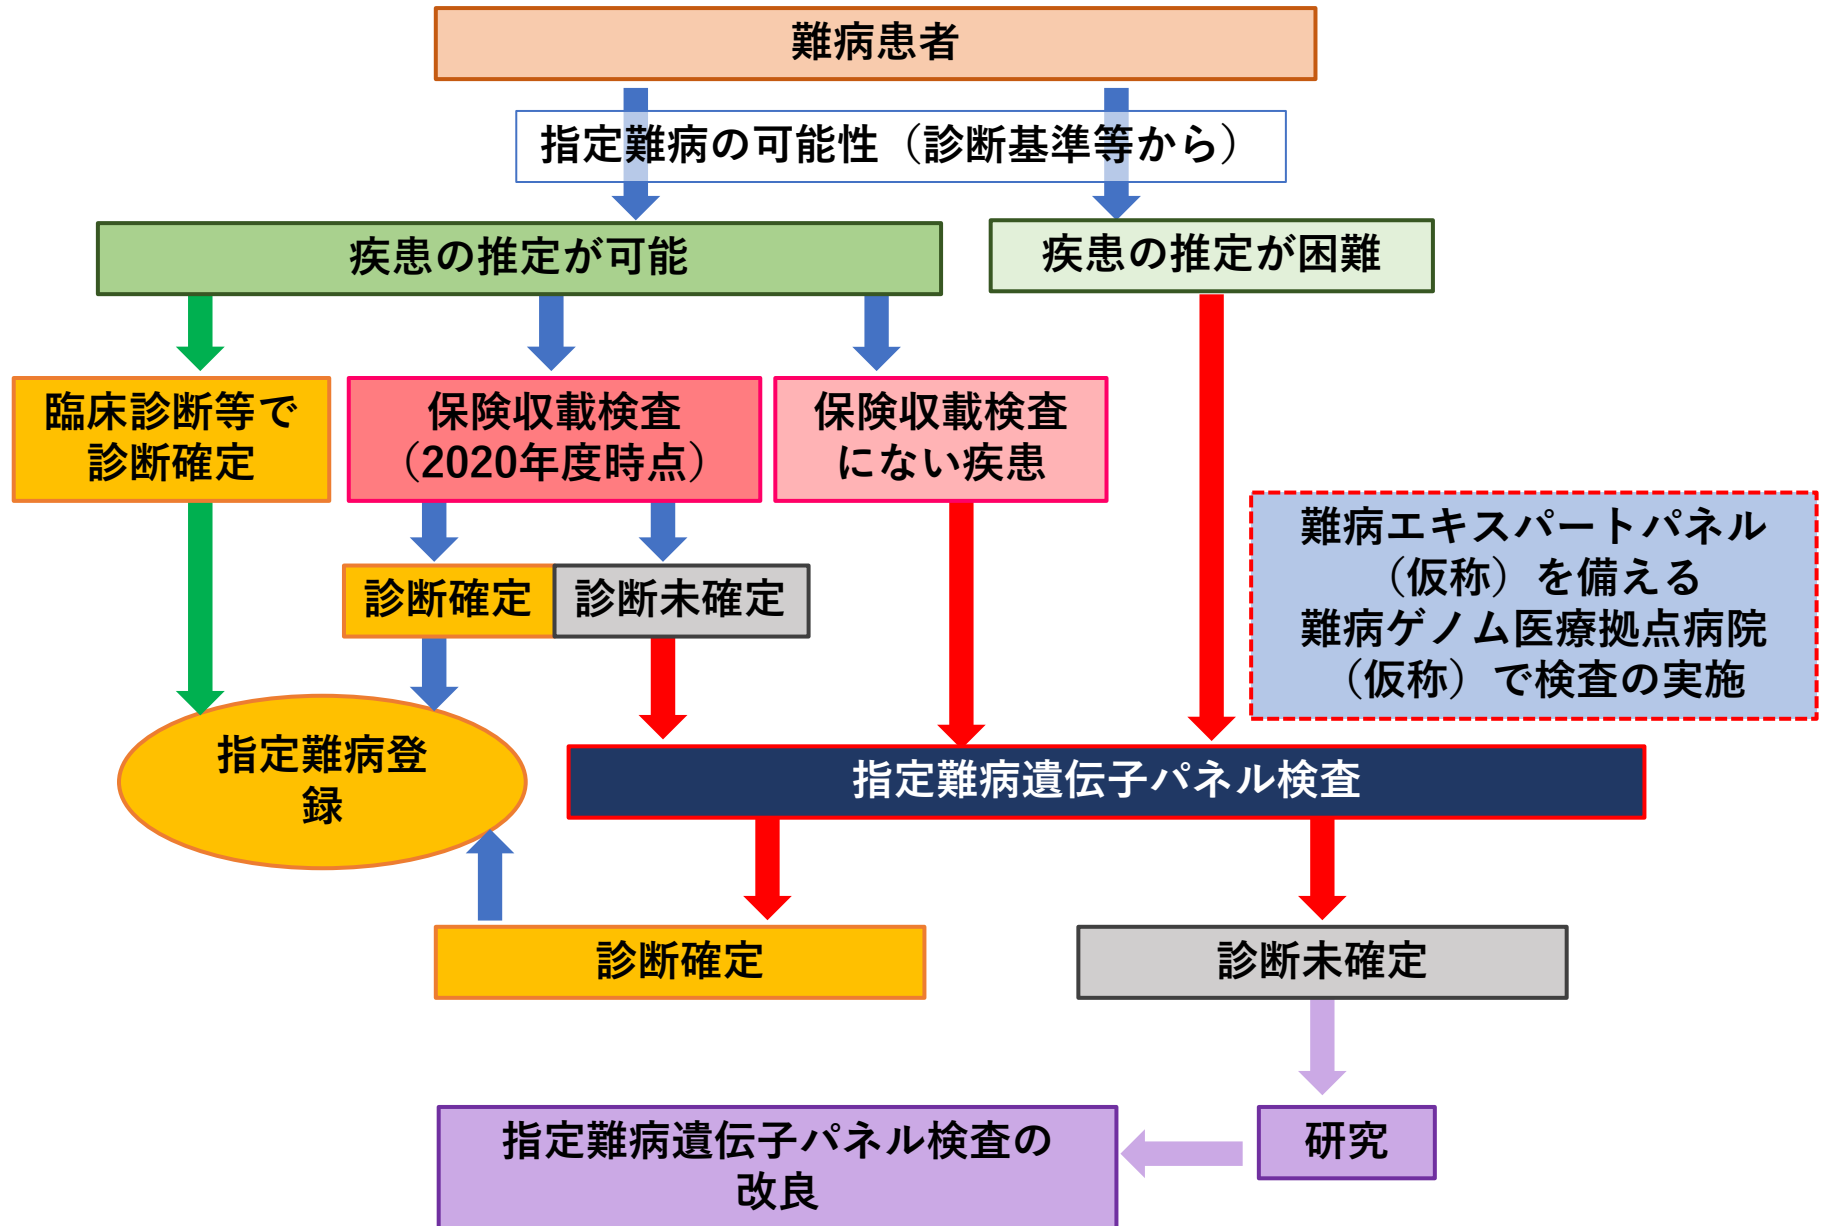 難病患者
指定難病の可能性（診断基準等から）
疾患の推定が可能
疾患の推定が困難
臨床診断等で
診断確定
保険収載検査
（2020年度時点）
保険収載検査
にない疾患
難病エキスパートパネル
（仮称）を備える
難病ゲノム医療拠点病院
（仮称）で検査の実施
診断確定
診断未確定
指定難病登
録
指定難病遺伝子パネル検査
診断確定
診断未確定
指定難病遺伝子パネル検査の
改良
研究